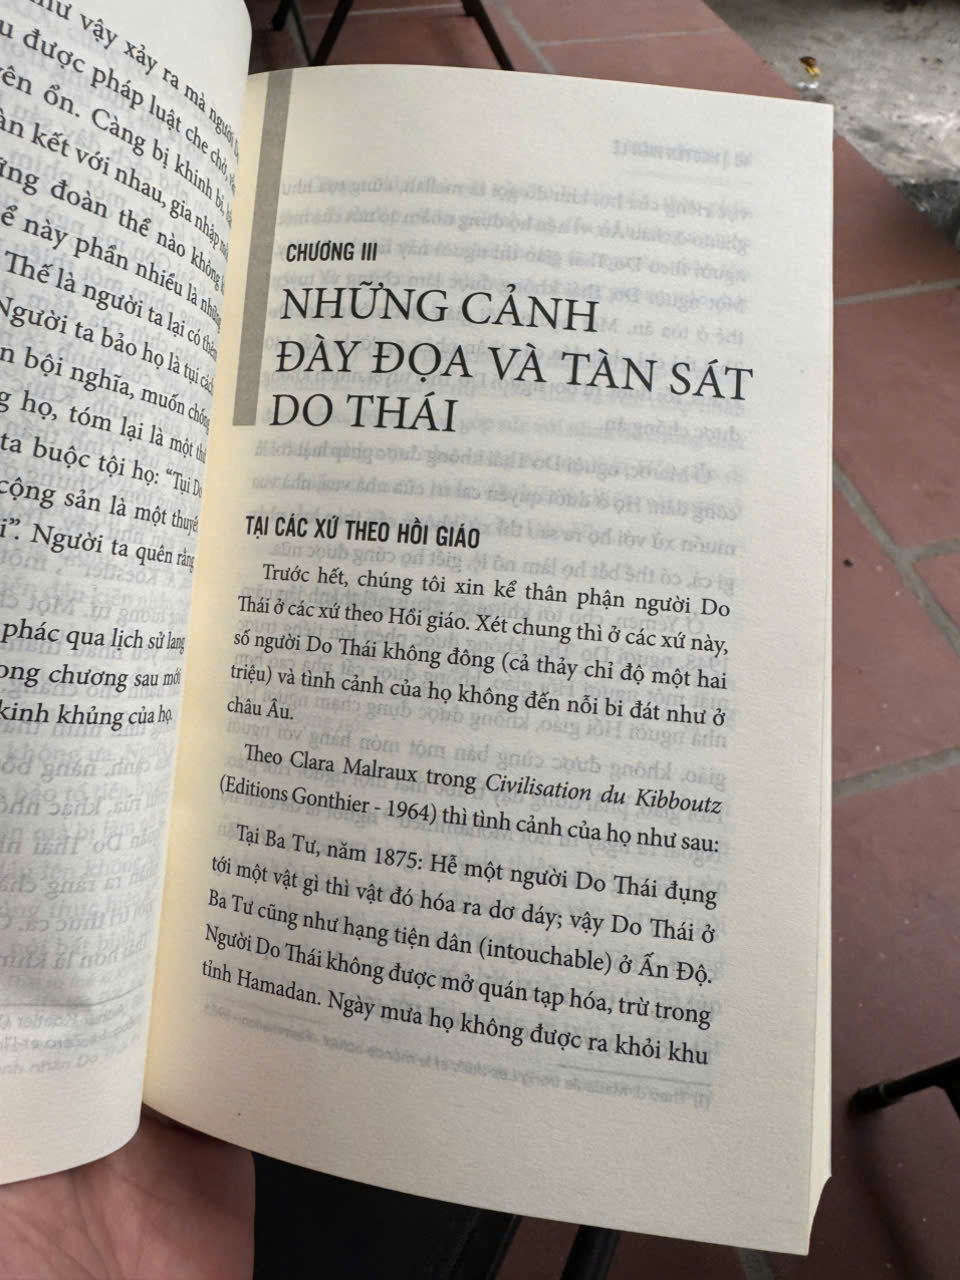 như vậy xảy ra mà người
được pháp luật che chở,
ổn. Càng bị khinh bỉ,
kết với nhau, gia nhập
đoàn thể nào không
này phần nhiều là những
Thế là người ta lại có thêm
Người ta bảo họ là tụi cách
bội nghĩa, muốn chống
họ, tóm lại là một thứ
ta buộc tội họ: “Tụi Do
cộng sản là một thuyết
Người ta quên rằng
phác qua lịch sử lang
chương sau mới
kinh khủng của họ.
CHƯƠNG III
NHỮNG CẢNH
ĐÀY ĐỌA VÀ TÀN SÁT
DO THÁI
TẠI CÁC XỨ THEO HỒI GIÁO
Trước hết, chúng tôi xin kể thân phận người Do
Thái ở các xứ theo Hồi giáo. Xét chung thì ở các xứ này,
số người Do Thái không đông (cả thảy chỉ độ một hai
triệu) và tình cảnh của họ không đến nỗi bi đát như ở
châu Âu.
Theo Clara Malraux trong Civilisation du Kibboutz
(Editions Gonthier - 1964) thì tình cảnh của họ như sau:
Tại Ba Tư, năm 1875: Hễ một người Do Thái đụng
tới một vật gì thì vật đó hóa ra dơ dáy; vậy Do Thái ở
Ba Tư cũng như hạng tiện dân (intouchable) ở Ấn Độ.
Người Do Thái không được mở quán tạp hóa, trừ trong
tỉnh Hamadan. Ngày mưa họ không được ra khỏi khu